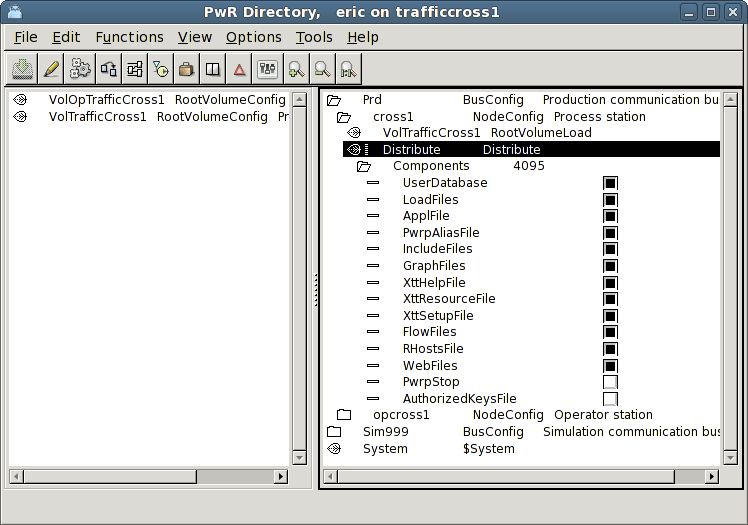 PwR Directory,   eric on trafficcross1
File Edit Functions View Options Tools Help
VolOpTrafficCross1 RootVolumeConfig
VolTrafficCross1 RootVolumeConfig Pr
Prd BusConfig Production communication bu
cross1 NodeConfig Process station
VolTrafficCross1 RootVolumeLoad
Distribute Distribute
Components 4095
UserDatabase
LoadFiles
ApplFile
PwrpAliasFile
IncludeFiles
GraphFiles
XttHelpFile
XttResourceFile
XttSetupFile
FlowFiles
RHostsFile
WebFiles
PwrpStop
AuthorizedKeysFile
opcross1 NodeConfig Operator station
Sim999 BusConfig Simulation communication bus
System $System